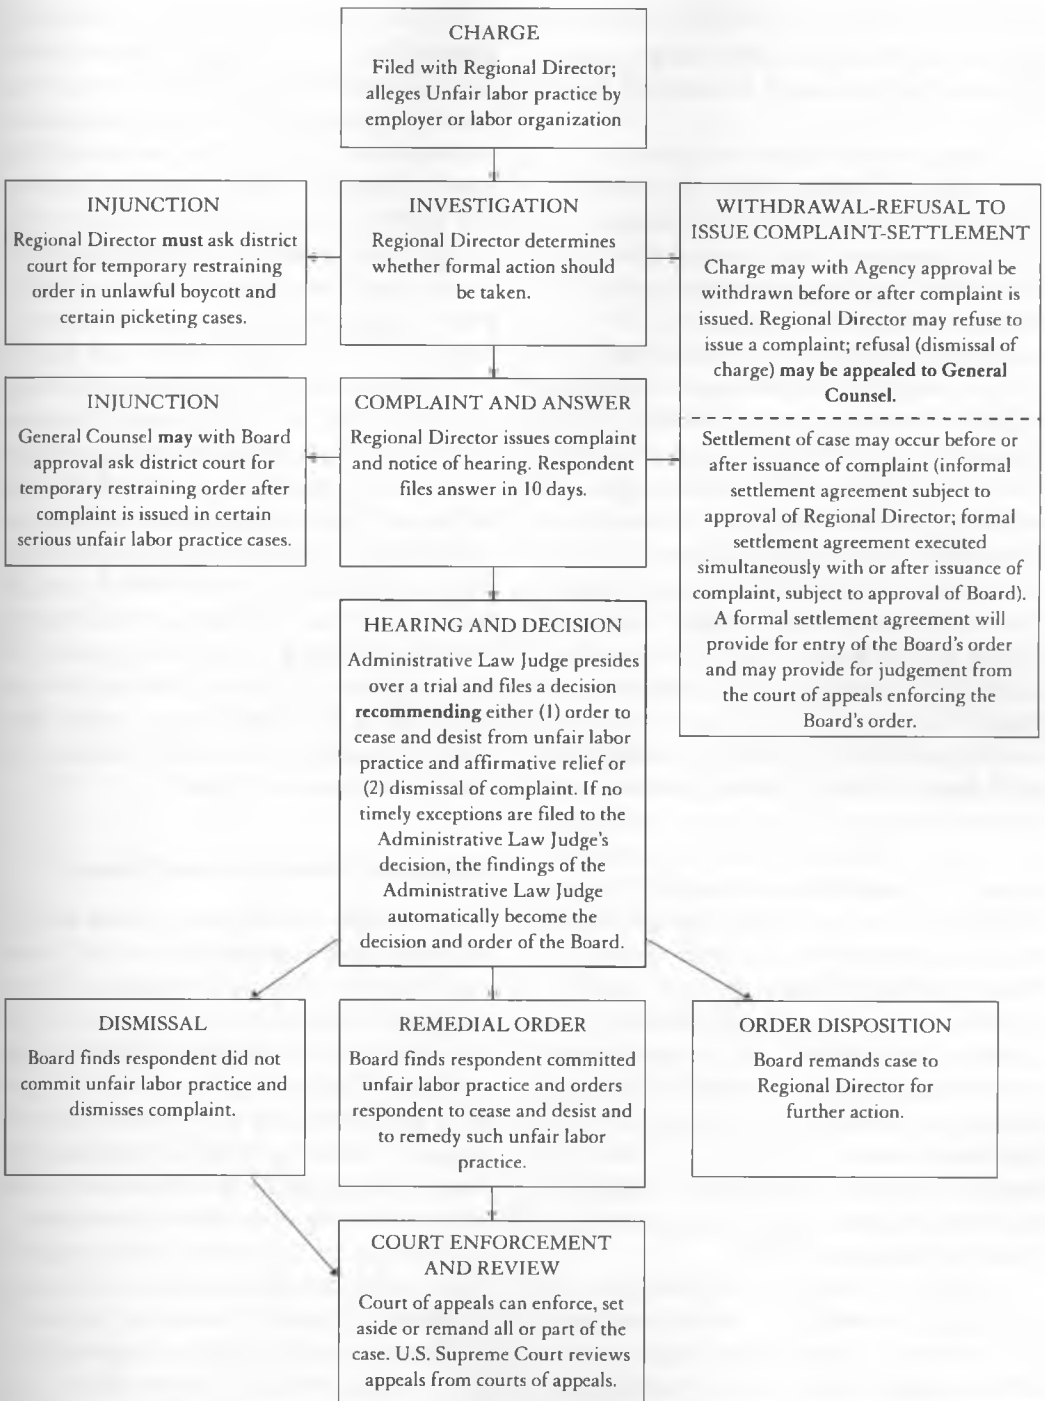 CHARGE
Filed with Regional Director;
alleges Unfair labor practice by
employer or labor organization
INJUNCTION
Regional Director must ask district
court for temporary restraining
order in unlawful boycott and
certain picketing cases.
INVESTIGATION
Regional Director determines
whether formal action should
be taken.
WITHDRAWAL-REFUSAL TO
ISSUE COMPLAINT-SETTLEMENT
Charge may with Agency approval be
withdrawn before or after complaint is
issued. Regional Director may refuse to
issue a complaint; refusal (dismissal of
charge) may be appealed to General
Counsel.
INJUNCTION
General Counsel may with Board
approval ask district court for
temporary restraining order after
complaint is issued in certain
serious unfair labor practice cases.
COMPLAINT AND ANSWER
Regional Director issues complaint
and notice of hearing. Respondent
files answer in 10 days.
Settlement of case may occur before or
after issuance of complaint (informal
settlement agreement subject to
approval of Regional Director; formal
settlement agreement executed
simultaneously with or after issuance of
complaint, subject to approval of Board).
A formal settlement agreement will
provide for entry of the Board's order
and may provide for judgement from
the court of appeals enforcing the
Board's order.
HEARING AND DECISION
Administrative Law Judge presides
over a trial and files a decision
recommending either (1) order to
cease and desist from unfair labor
practice and affirmative relief or
(2) dismissal of complaint. If no
timely exceptions are filed to the
Administrative Law Judge's
decision, the findings of the
Administrative Law Judge
automatically become the
decision and order of the Board.
DISMISSAL
Board finds respondent did not
commit unfair labor practice and
dismisses complaint.
REMEDIAL ORDER
Board finds respondent committed
unfair labor practice and orders
respondent to cease and desist and
to remedy such unfair labor
practice.
ORDER DISPOSITION
Board remands case to
Regional Director for
further action.
COURT ENFORCEMENT
AND REVIEW
Court of appeals can enforce, set
aside or remand all or part of the
case. U.S. Supreme Court reviews
appeals from courts of appeals.